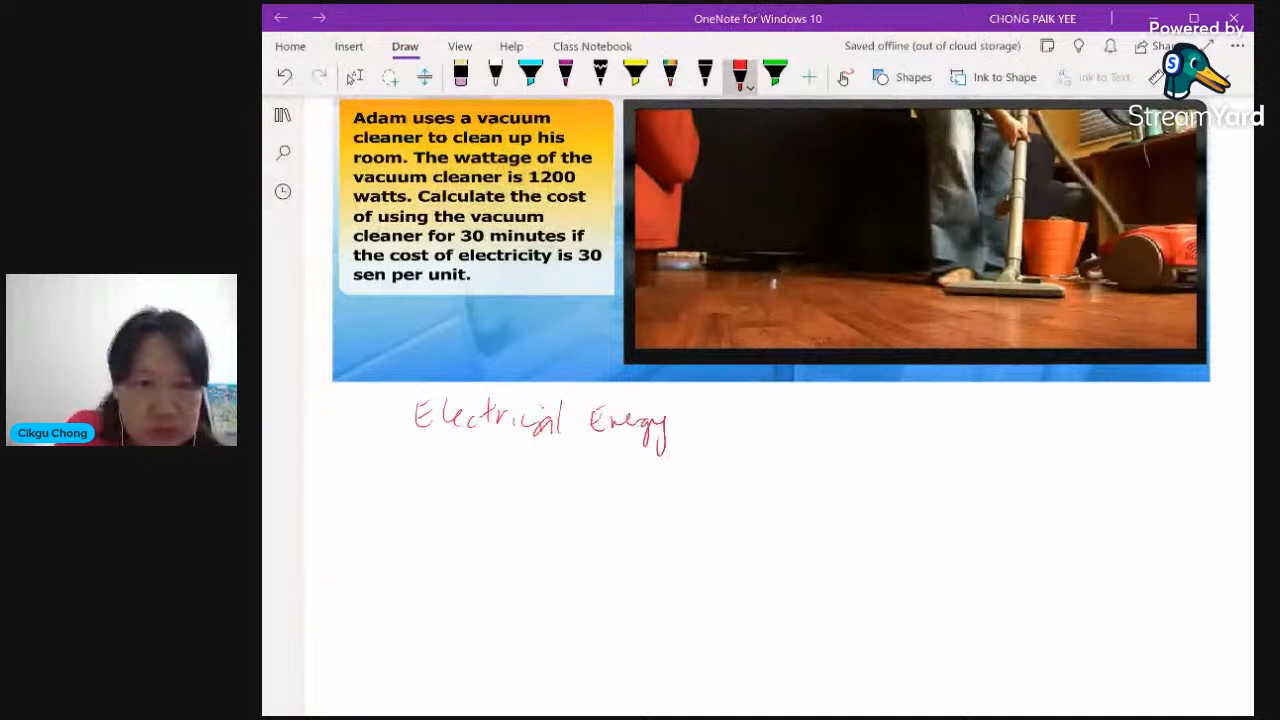 OneNote for Windows 10
CHONG PAIK YEE
Powered by
Home Insert Draw View Help Class Notebook
Saved offline (out of cloud storage)
StreamYard
Shapes
Ink to Shape
Ink to Text
Adam uses a vacuum
cleaner to clean up his
room. The wattage of the
vacuum cleaner is 1200
watts. Calculate the cost
of using the vacuum
cleaner for 30 minutes if
the cost of electricity is 30
sen per unit.
Electrical Energy
Cikgu Chong